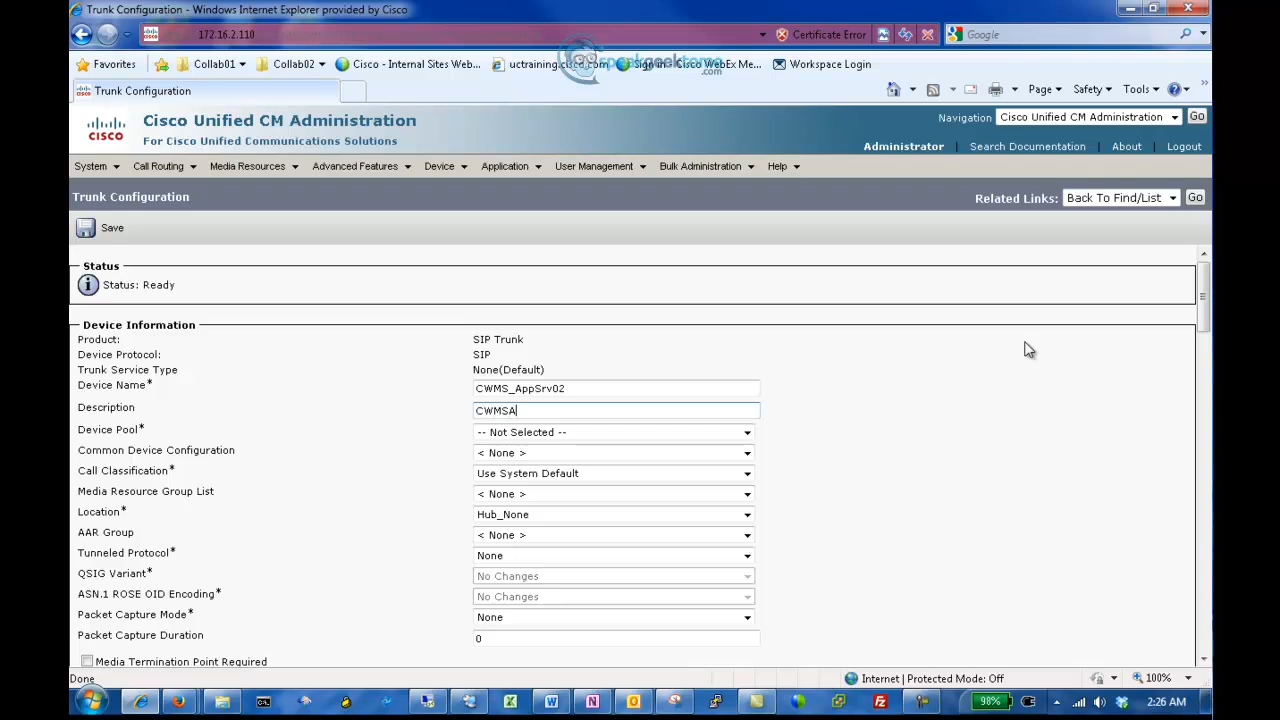 Trunk Configuration - Windows Internet Explorer provided by Cisco
172.16.2.110
Certificate Error
Google
Favorites
Collab01
Collab02
Cisco - Internal Sites Web...
uctraining.cisco.com
Sign In - Cisco WebEx Me...
Workspace Login
speakgeektome
.com
Trunk Configuration
Page
Safety
Tools
CISCO
Cisco Unified CM Administration
For Cisco Unified Communications Solutions
Navigation Cisco Unified CM Administration Go
Administrator | Search Documentation | About | Logout
System Call Routing Media Resources Advanced Features Device Application User Management Bulk Administration Help
Trunk Configuration
Related Links: Back To Find/List Go
Save
Status
Status: Ready
Device Information
Product: SIP Trunk
Device Protocol: SIP
Trunk Service Type None(Default)
Device Name* CWMS_AppSrv02
Description CWMSA
Device Pool* -- Not Selected --
Common Device Configuration < None >
Call Classification* Use System Default
Media Resource Group List < None >
Location* Hub_None
AAR Group < None >
Tunneled Protocol* None
QSIG Variant* No Changes
ASN.1 ROSE OID Encoding* No Changes
Packet Capture Mode* None
Packet Capture Duration 0
Media Termination Point Required
Done
Internet | Protected Mode: Off
100%
98%
2:26 AM